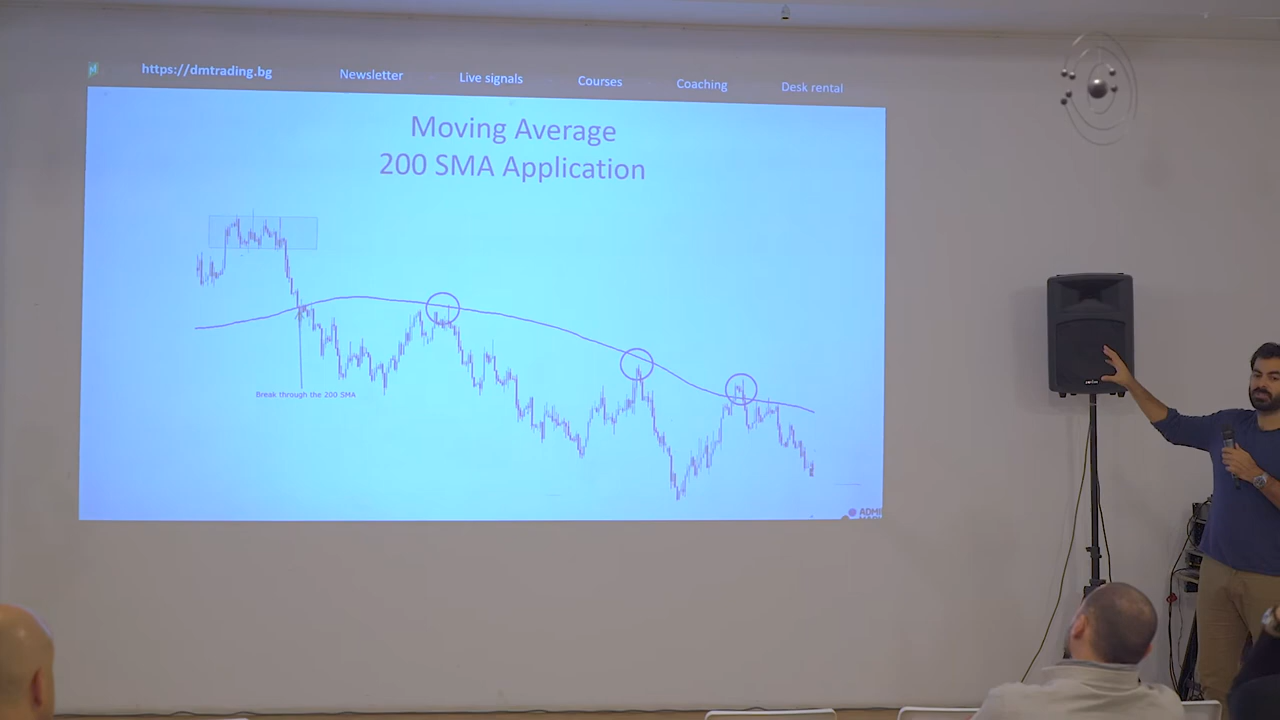 https://dmtrading.bg Newsletter Live signals Courses Coaching Desk rental
Moving Average
200 SMA Application
Break through the 200 SMA